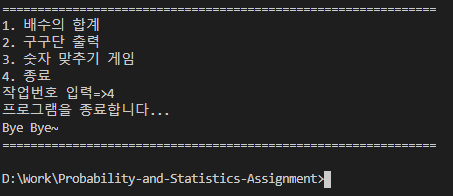 ==============================================================
1. 배수의 합계
2. 구구단 출력
3. 숫자 맞추기 게임
4. 종료
작업번호 입력=>4
프로그램을 종료합니다...
Bye Bye~
==============================================================
D:\Work\Probability-and-Statistics-Assignment>